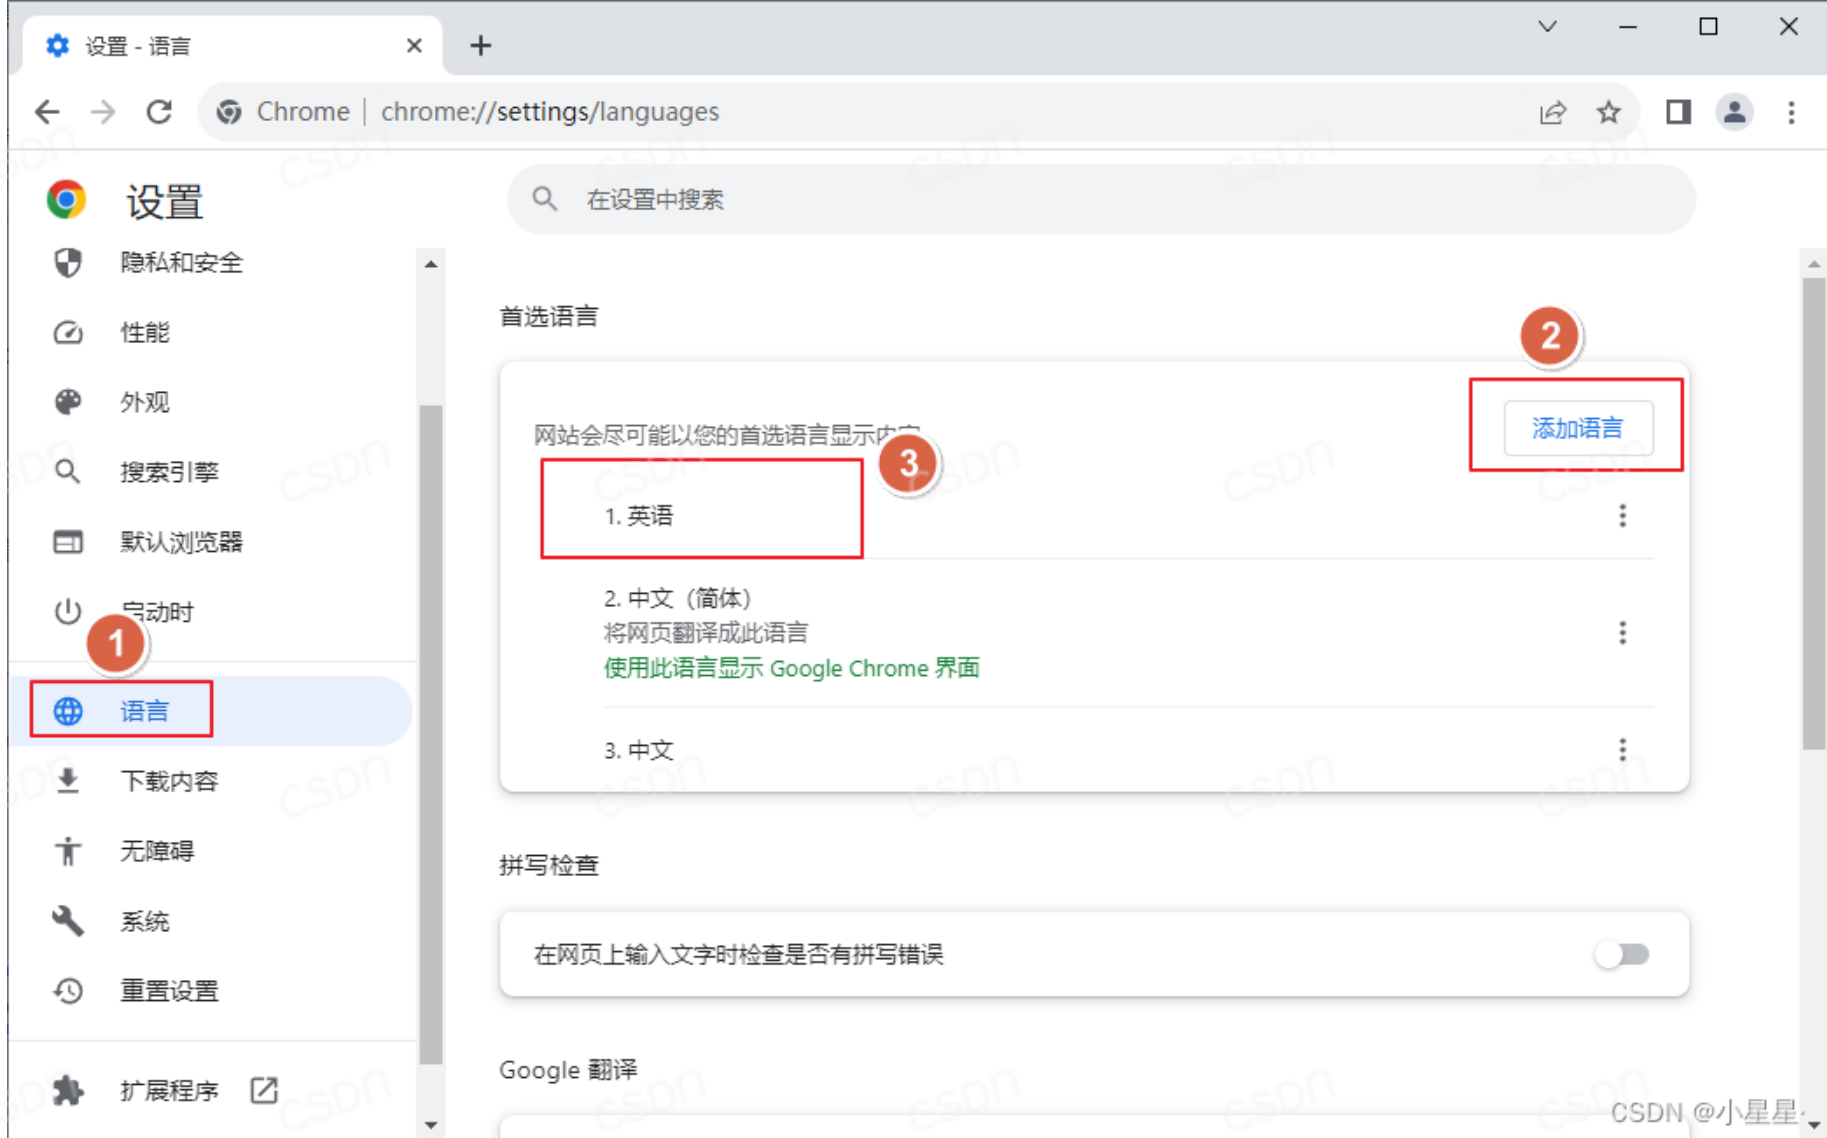 设置 - 语言
Chrome
chrome://settings/languages
设置
在设置中搜索
隐私和安全
性能
外观
搜索引擎
默认浏览器
启动时
1
语言
下载内容
无障碍
系统
重置设置
扩展程序
首选语言
2
网站会尽可能以您的首选语言显示内容
添加语言
3
1. 英语
2. 中文（简体）
将网页翻译成此语言
使用此语言显示 Google Chrome 界面
3. 中文
拼写检查
在网页上输入文字时检查是否有拼写错误
Google 翻译
CSDN @小星星·